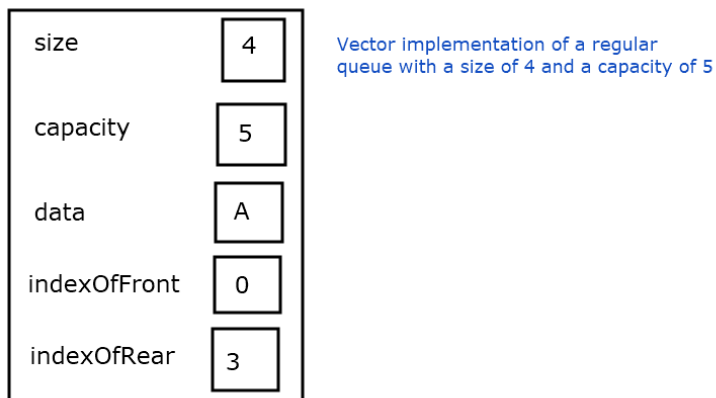 size 4
Vector implementation of a regular
queue with a size of 4 and a capacity of 5
capacity 5
data A
indexOfFront 0
indexOfRear 3